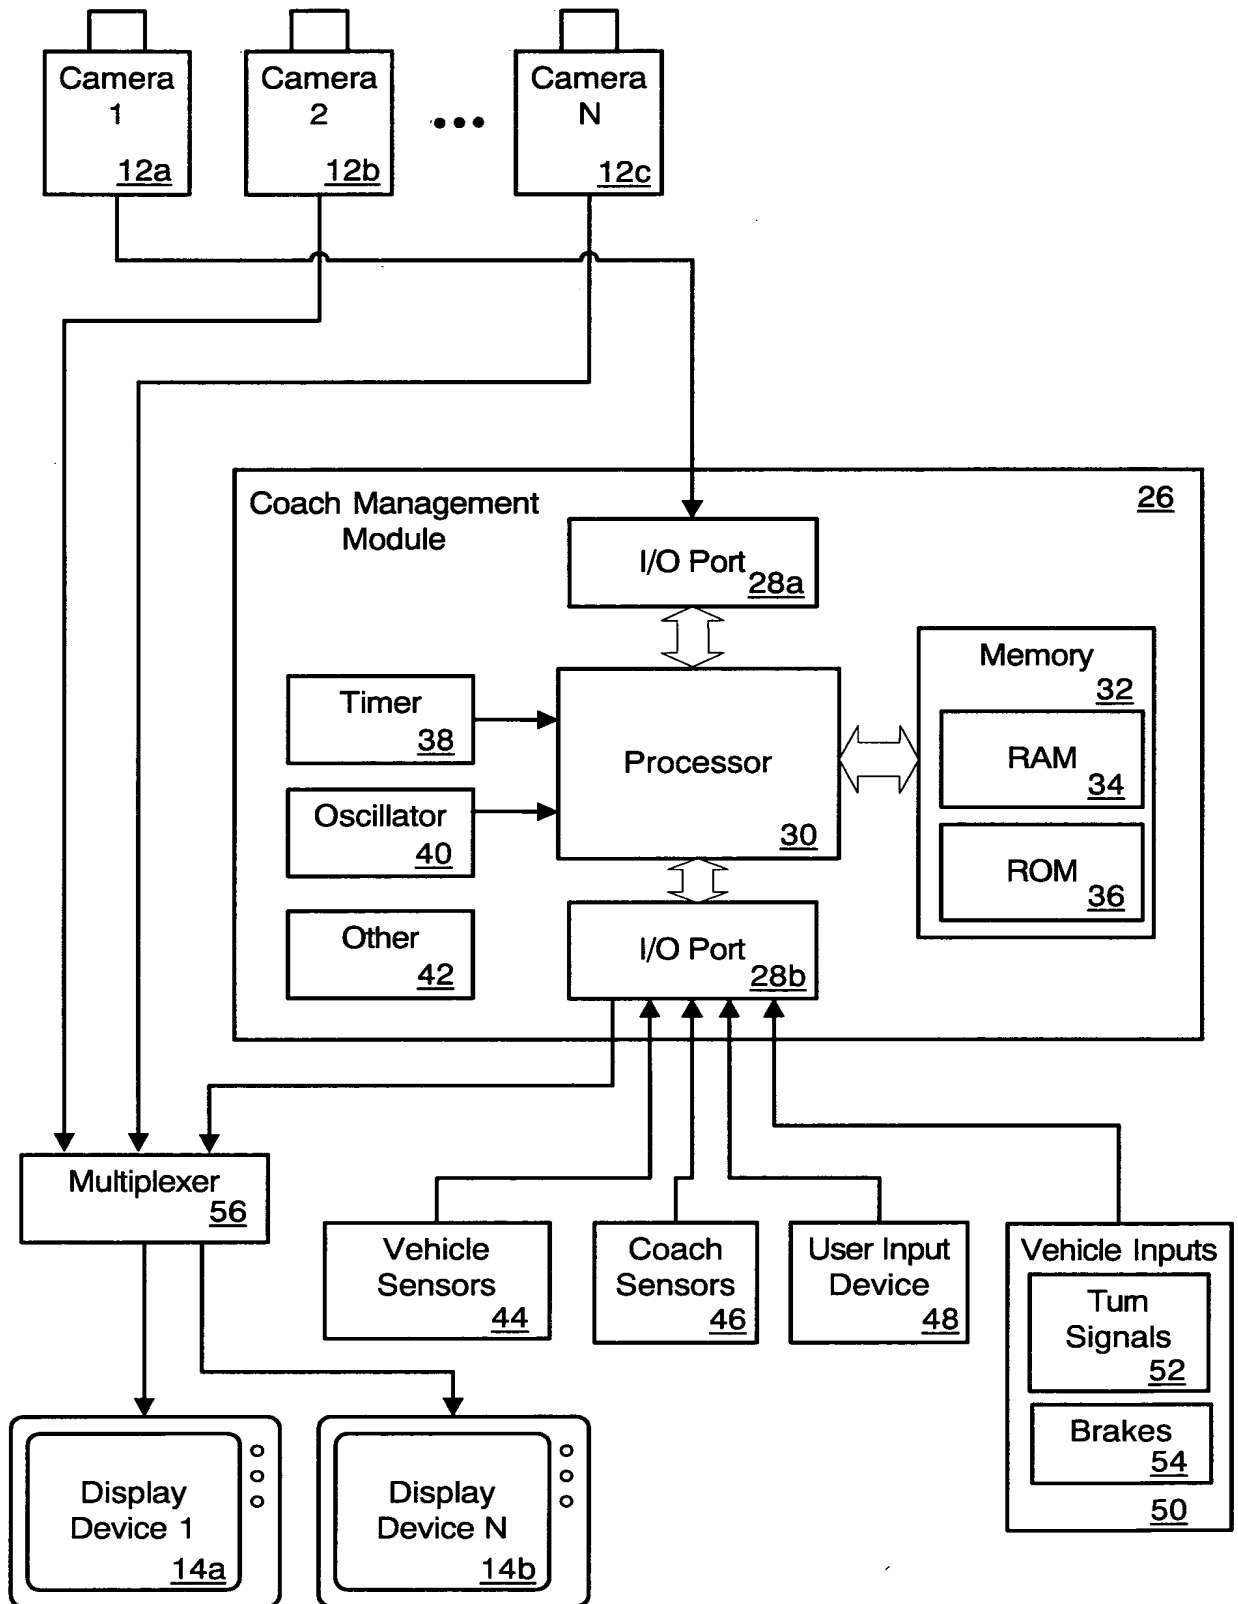 Camera
1
12a
Camera
2
12b
Camera
N
12c
Coach Management
Module
26
I/O Port
28a
Timer
38
Oscillator
40
Other
42
Processor
30
Memory
32
RAM
34
ROM
36
I/O Port
28b
Multiplexer
56
Vehicle
Sensors
44
Coach
Sensors
46
User Input
Device
48
Vehicle Inputs
Turn
Signals
52
Brakes
54
50
Display
Device 1
14a
Display
Device N
14b